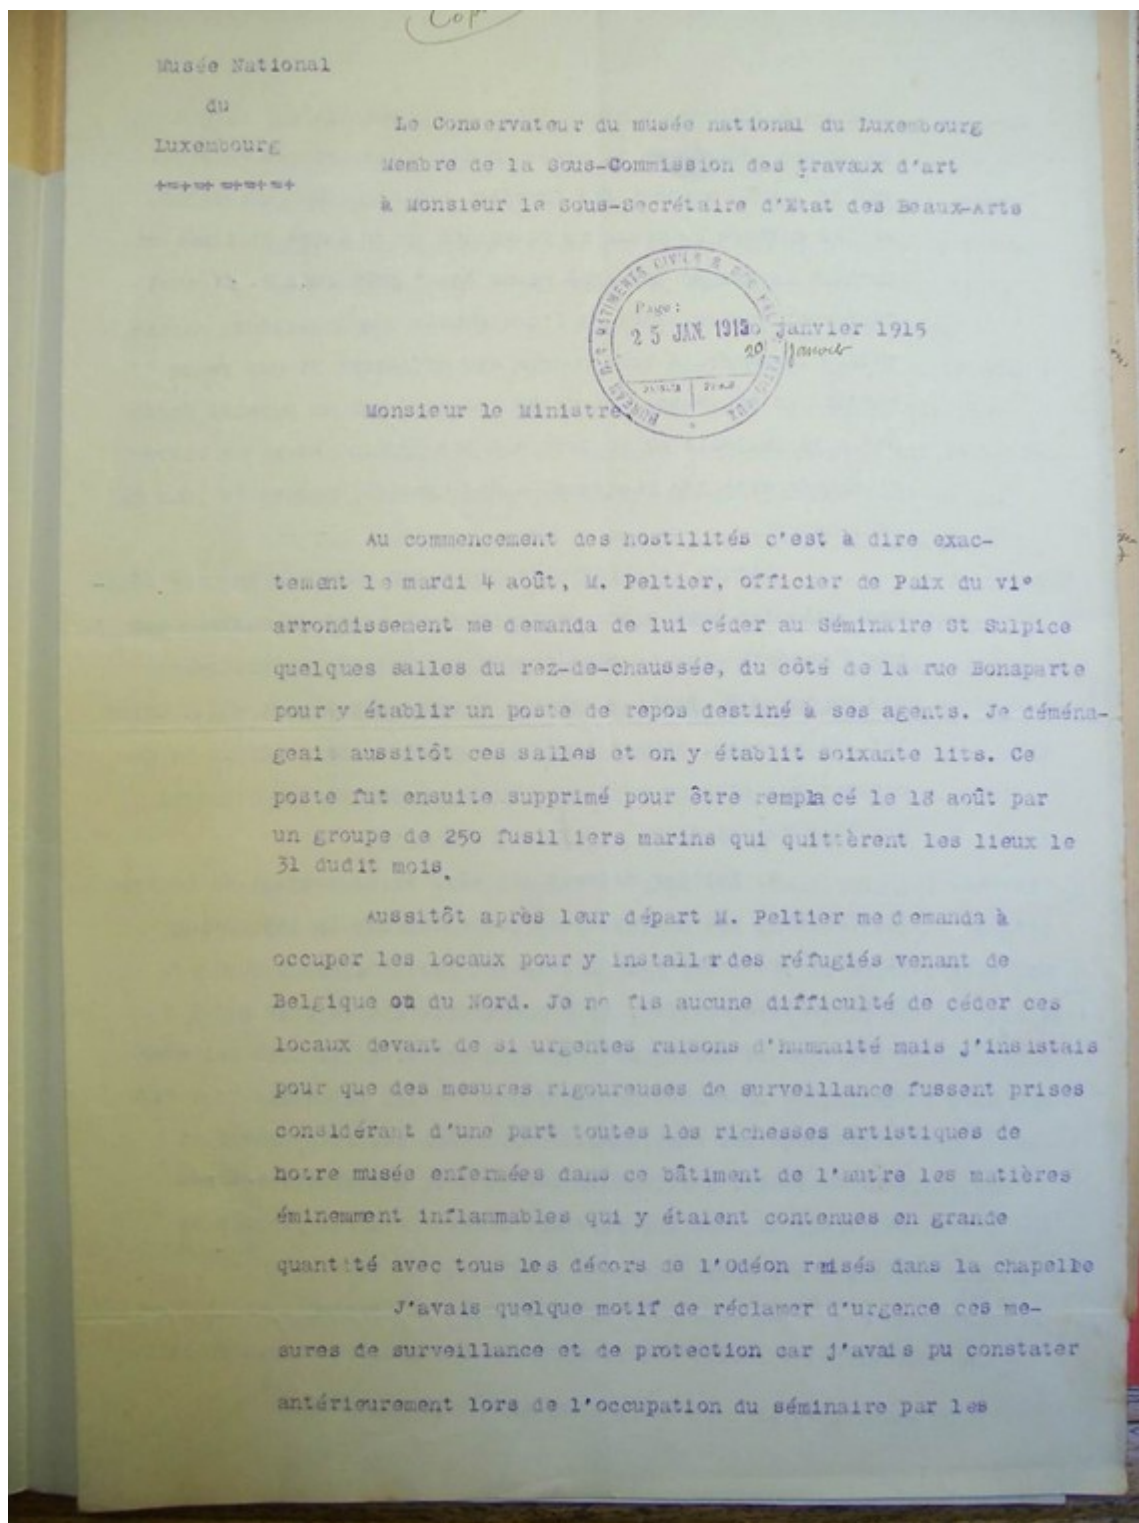 Musée National
du
Luxembourg
Le Conservateur du musée national du Luxembourg
Membre de la Sous-Commission des travaux d'art
à Monsieur le Sous-Secrétaire d'Etat des Beaux-Arts
BUREAU DES BATIMENTS CIVILS & DES
Page:
25 JAN. 1915
janvier 1915
20 janvier
Monsieur le Ministre
Au commencement des hostilités c'est à dire exac-
tement le mardi 4 août, M. Peltier, officier de Paix du VI°
arrondissement me demanda de lui céder au Séminaire St Sulpice
quelques salles du rez-de-chaussée, du côté de la rue Bonaparte
pour y établir un poste de repos destiné à ses agents. Je déména-
geai aussitôt ces salles et on y établit soixante lits. Ce
poste fut ensuite supprimé pour être remplacé le 18 août par
un groupe de 250 fusilliers marins qui quittèrent les lieux le
31 dudit mois.
Aussitôt après leur départ M. Peltier me demanda à
occuper les locaux pour y installer des réfugiés venant de
Belgique ou du Nord. Je ne fis aucune difficulté de céder ces
locaux devant de si urgentes raisons d'humnaité mais j'insistais
pour que des mesures rigoureuses de surveillance fussent prises
considérant d'une part toutes les richesses artistiques de
notre musée enfermées dans ce bâtiment de l'autre les matières
éminemment inflammables qui y étaient contenues en grande
quantité avec tous les décors de l'Odéon remisés dans la chapelle
J'avais quelque motif de réclamer d'urgence ces me-
sures de surveillance et de protection car j'avais pu constater
antérieurement lors de l'occupation du séminaire par les